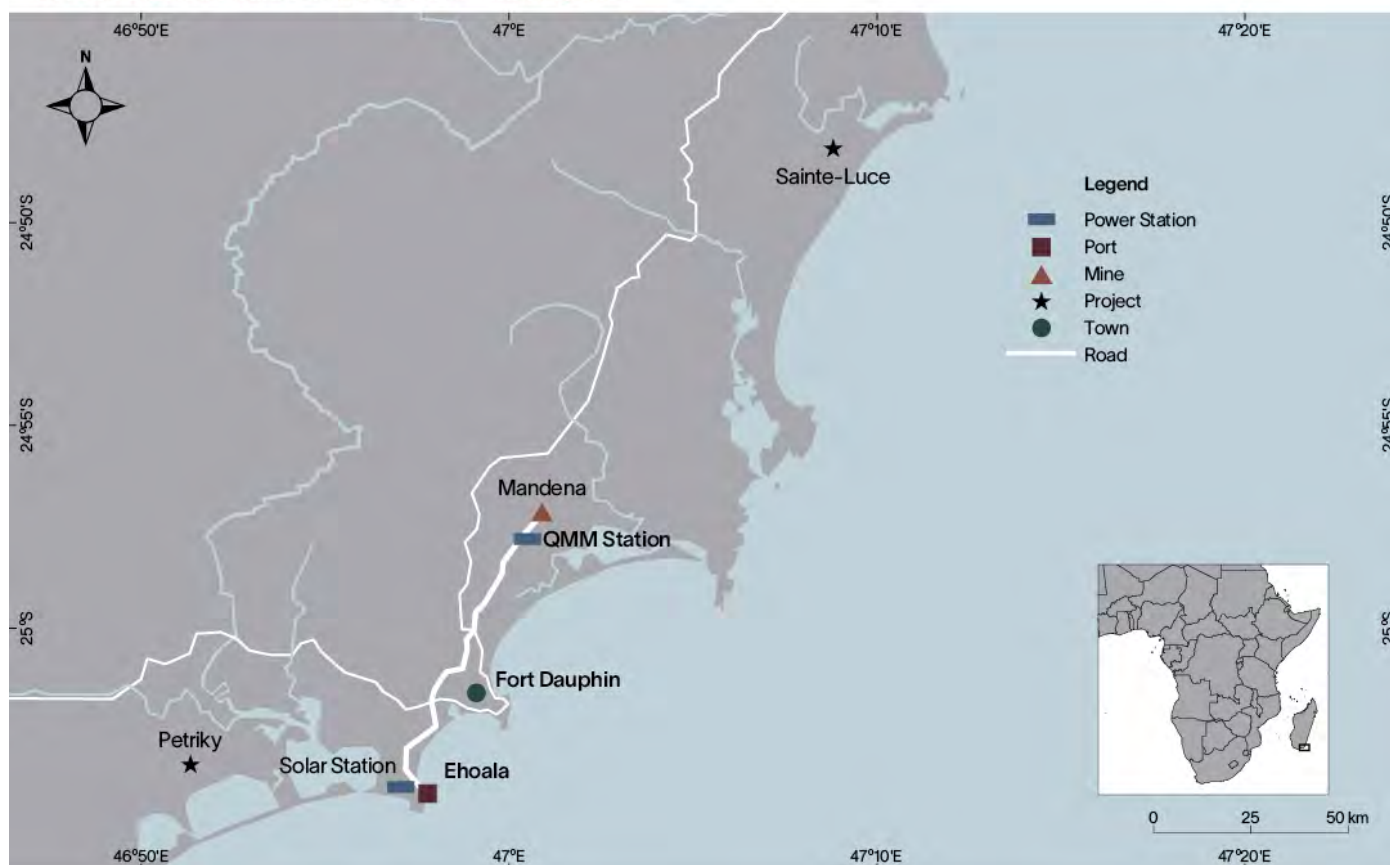 46°50'E 47°E 47°10'E 47°20'E
N
Sainte-Luce
Legend
Power Station
Port
Mine
Project
Town
Road
24°50'S 24°50'S
24°55'S 24°55'S
Mandena
QMM Station
25°S 25°S
Fort Dauphin
Petriky
Solar Station
Ehoala
0 25 50 km
46°50'E 47°E 47°10'E 47°20'E